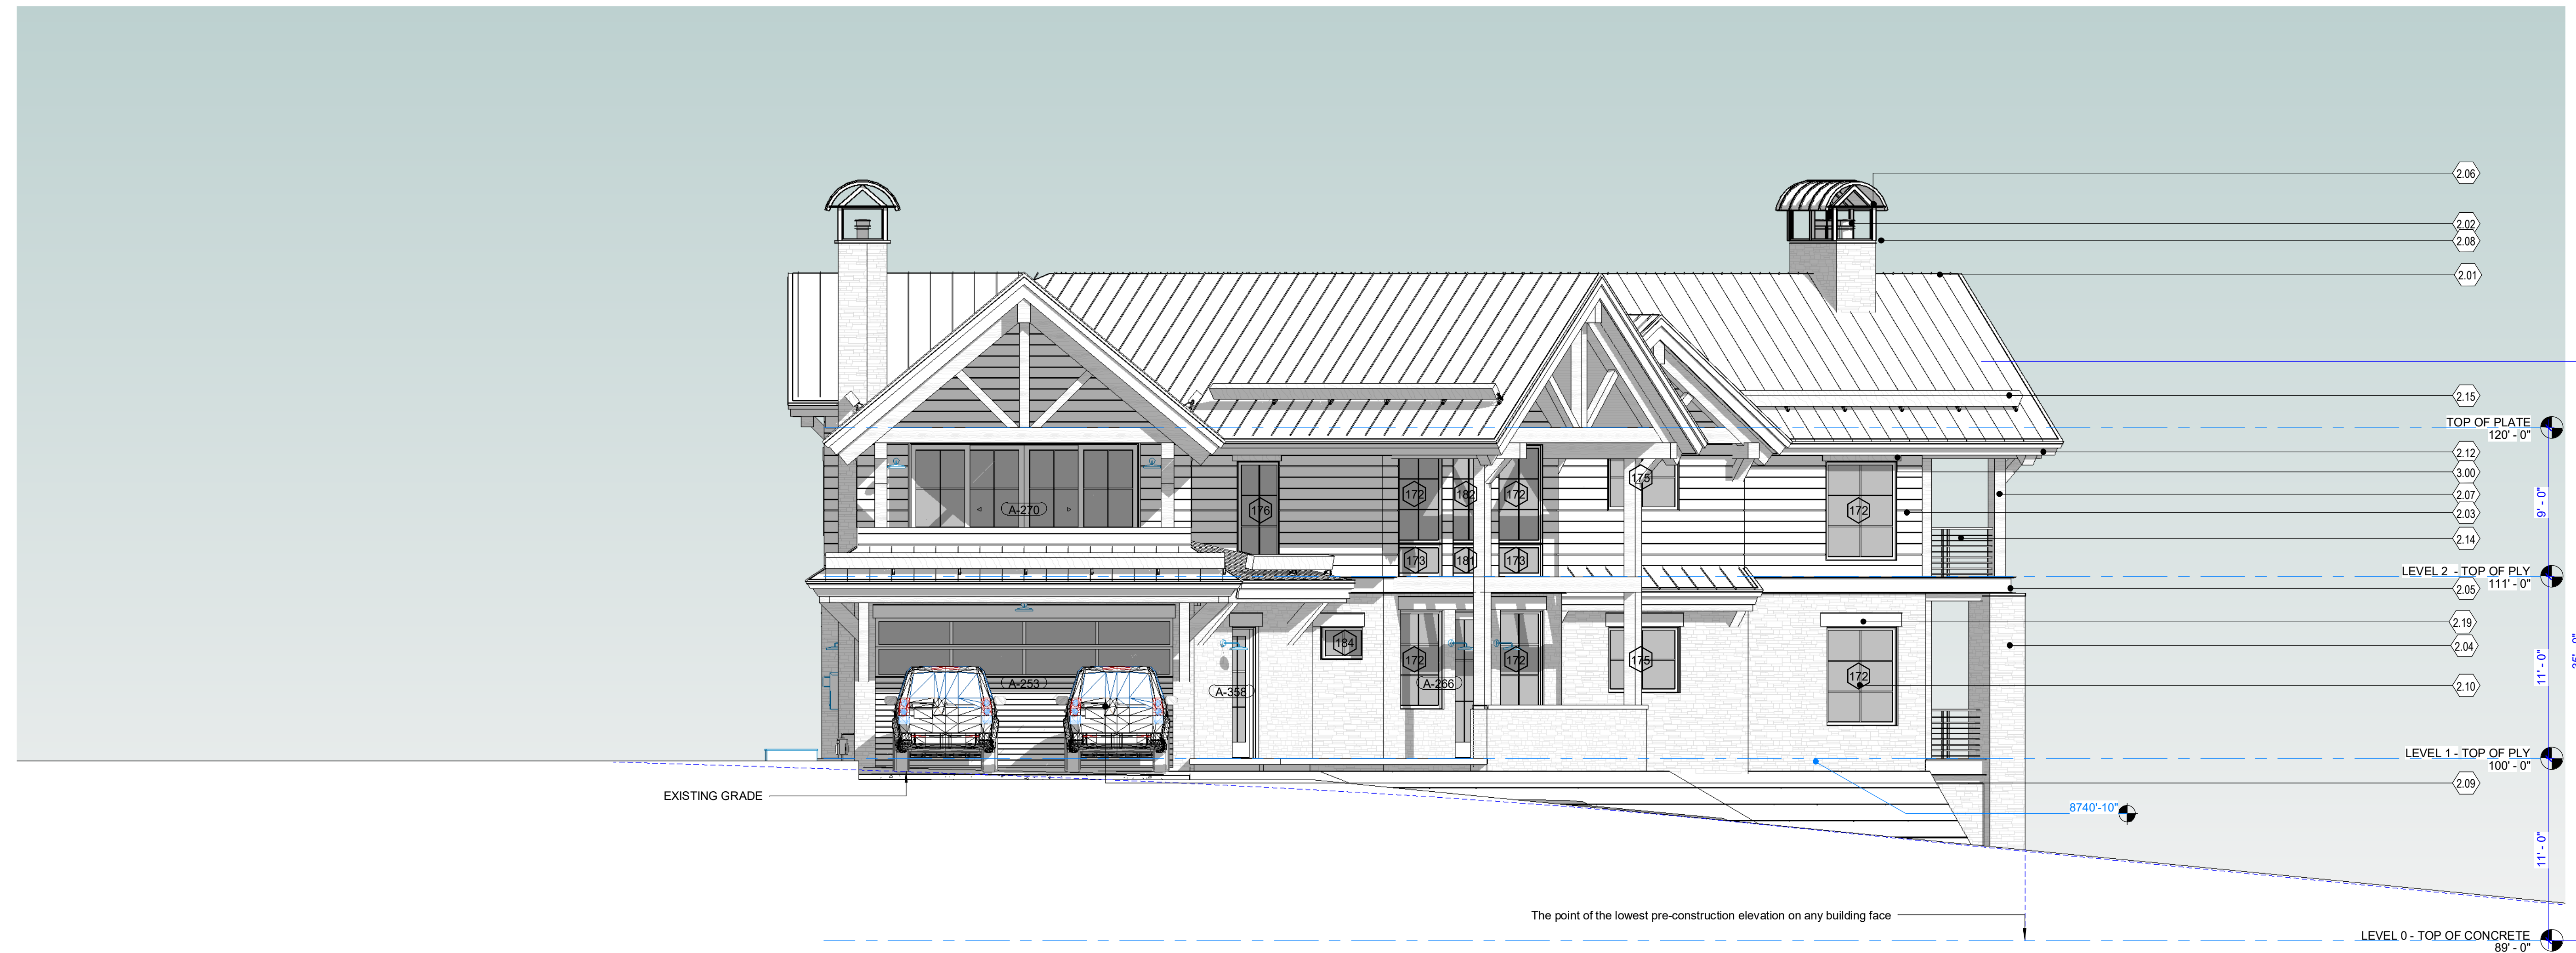 2.06
2.02
2.08
2.01
2.15
TOP OF PLATE
120' - 0"
2.12
3.00
2.07
2.03
2.14
9' - 0"
175
172
182
172
172
176
A-270
173
181
173
LEVEL 2 - TOP OF PLY
111' - 0"
2.05
2.19
2.04
184
172
172
175
172
2.10
A-253
A-358
A-266
11' - 0"
35' - 0"
LEVEL 1 - TOP OF PLY
100' - 0"
2.09
EXISTING GRADE
8740'-10"
11' - 0"
The point of the lowest pre-construction elevation on any building face
LEVEL 0 - TOP OF CONCRETE
89' - 0"